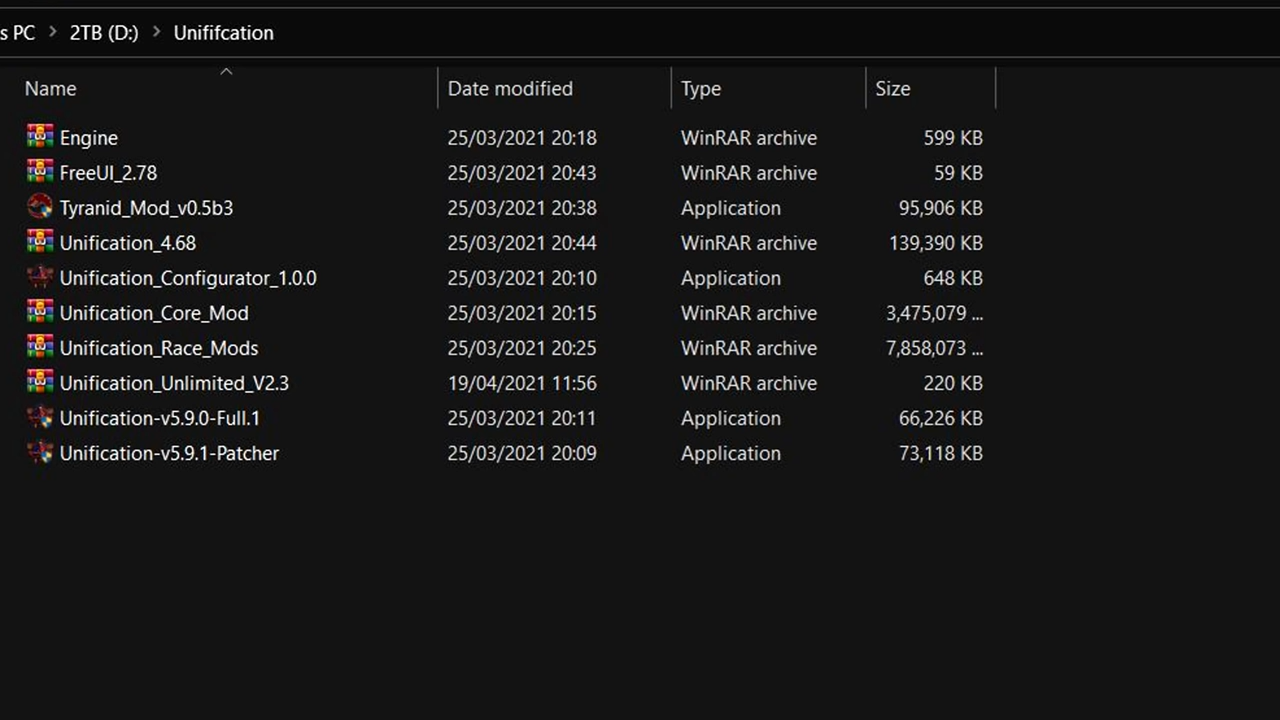 s PC > 2TB (D:) > Unififcation
Name Date modified Type Size
Engine 25/03/2021 20:18 WinRAR archive 599 KB
FreeUI_2.78 25/03/2021 20:43 WinRAR archive 59 KB
Tyranid_Mod_v0.5b3 25/03/2021 20:38 Application 95,906 KB
Unification_4.68 25/03/2021 20:44 WinRAR archive 139,390 KB
Unification_Configurator_1.0.0 25/03/2021 20:10 Application 648 KB
Unification_Core_Mod 25/03/2021 20:15 WinRAR archive 3,475,079 ...
Unification_Race_Mods 25/03/2021 20:25 WinRAR archive 7,858,073 ...
Unification_Unlimited_V2.3 19/04/2021 11:56 WinRAR archive 220 KB
Unification-v5.9.0-Full.1 25/03/2021 20:11 Application 66,226 KB
Unification-v5.9.1-Patcher 25/03/2021 20:09 Application 73,118 KB